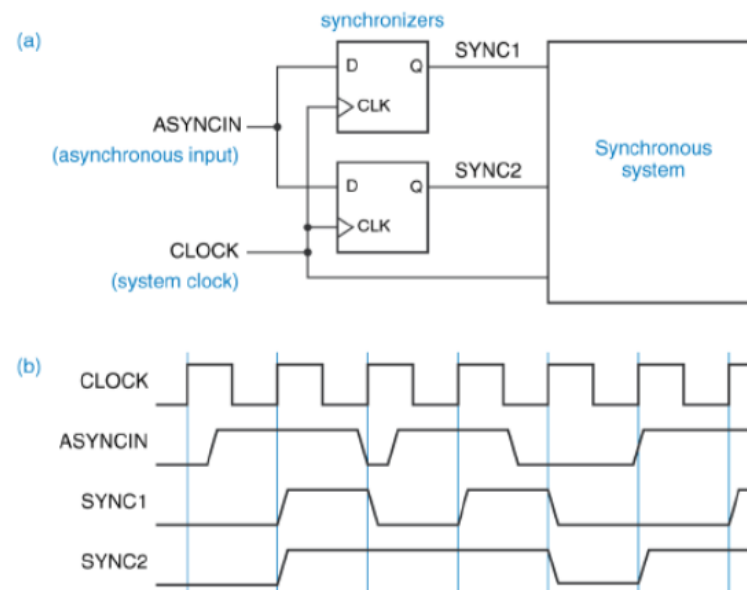 synchronizers
(a)
SYNC1
D Q
CLK
ASYNCIN
(asynchronous input)
Synchronous
system
SYNC2
D Q
CLK
CLOCK
(system clock)
(b)
CLOCK
ASYNCIN
SYNC1
SYNC2